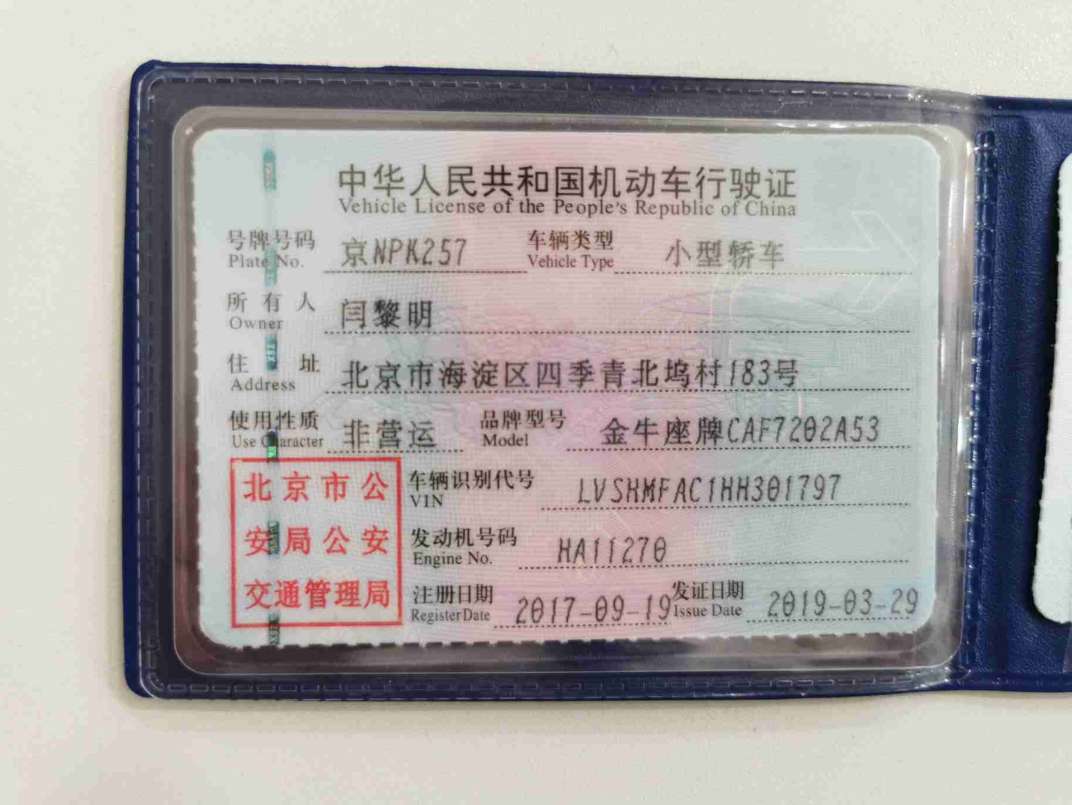 中华人民共和国机动车行驶证
Vehicle License of the People's Republic of China
号牌号码 京NPK257 车辆类型 小型轿车
Plate No. Vehicle Type
所有人 闫黎明
Owner
住址 北京市海淀区四季青北坞村183号
Address
使用性质 非营运 品牌型号 金牛座牌CAF7202A53
Use Character Model
北京市公 车辆识别代号 LVSHMFAC1HH301797
VIN
安局公安 发动机号码 HA11270
Engine No.
交通管理局 注册日期 2017-09-19 发证日期 2019-03-29
Register Date Issue Date